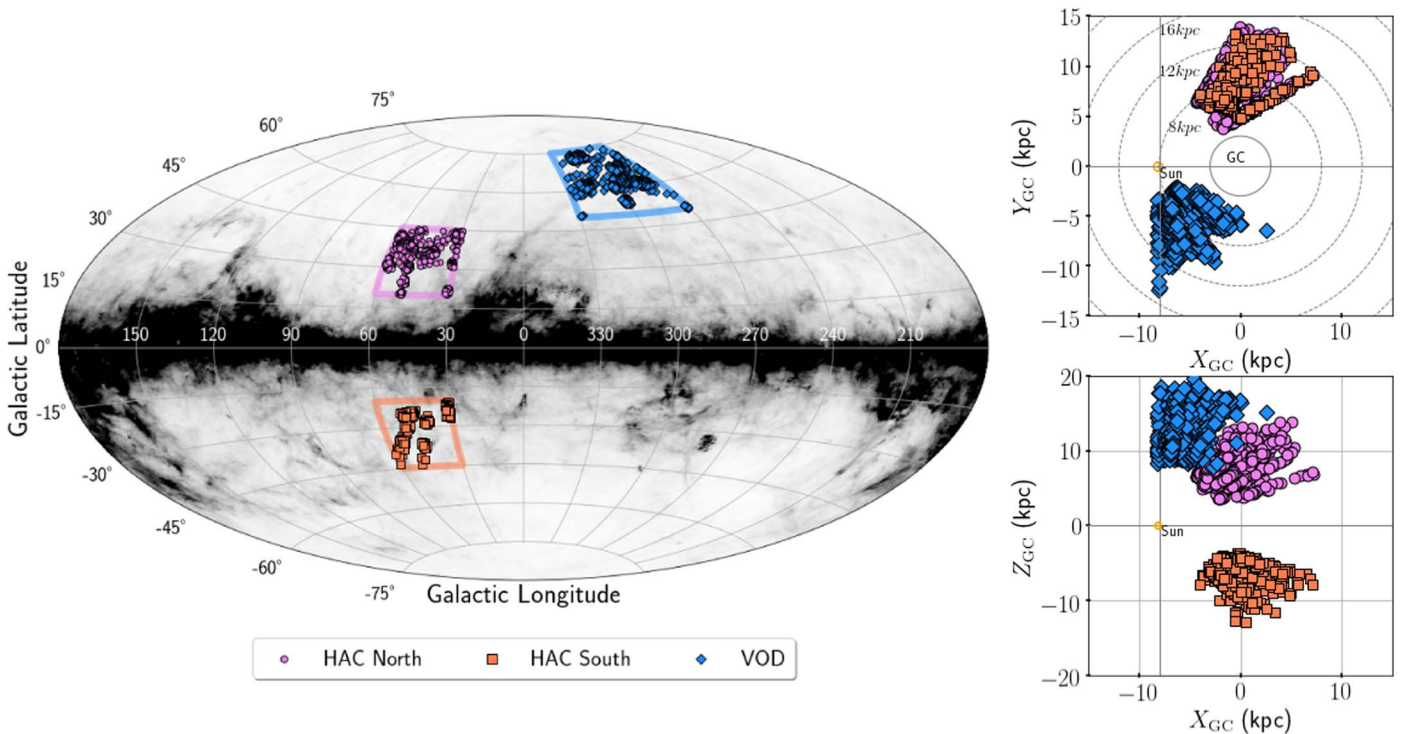 75°
60°
45°
30°
15°
0°
-15°
-30°
-45°
-60°
-75°
150 120 90 60 30 0 330 300 270 240 210
Galactic Latitude
Galactic Longitude
HAC North HAC South VOD
15
10
5
0
−5
−10
−15
Y_GC (kpc)
16kpc
12kpc
8kpc
GC
Sun
−10 0 10
X_GC (kpc)
20
10
0
−10
−20
Z_GC (kpc)
Sun
−10 0 10
X_GC (kpc)